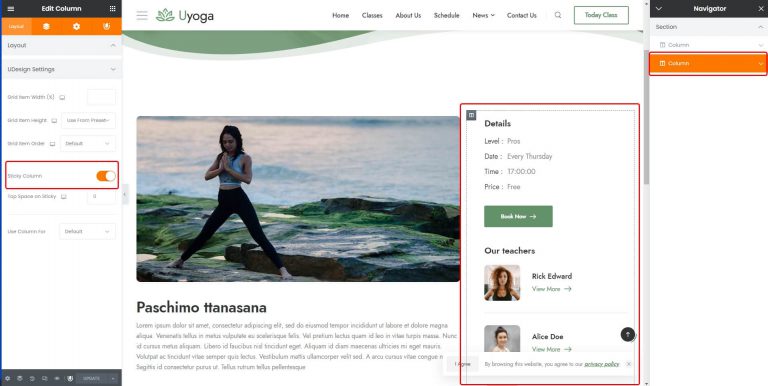 Edit Column
Layout
Layout
UDesign Settings
Grid Item Width (%)
Grid Item Height
Use From Preset
Grid Item Order
Default
Sticky Column
Top Space on Sticky
0
Use Column For
Default
UPDATE
Uyoga
Home
Classes
About Us
Schedule
News
Contact Us
Today Class
Paschimo ttanasana
Lorem ipsum dolor sit amet, consectetur adipiscing elit, sed do eiusmod tempor incididunt ut labore et dolore magna
aliqua. Venenatis tellus in metus vulputate eu scelerisque felis. Vel pretium lectus quam id leo in vitae turpis massa. Nunc
id cursus metus aliquam. Libero id faucibus nisl tincidunt eget. Aliquam id diam maecenas ultricies mi eget mauris.
Volutpat ac tincidunt vitae semper quis lectus. Vestibulum mattis ullamcorper velit sed. A arcu cursus vitae congue
Sagittis id consectetur purus ut. Tellus rutrum tellus pellentesque
Details
Level : Pros
Date : Every Thursday
Time : 17:00:00
Price : Free
Book Now
Our teachers
Rick Edward
View More
Alice Doe
View More
I Agree
By browsing this website, you agree to our privacy policy.
Navigator
Section
Column
Column